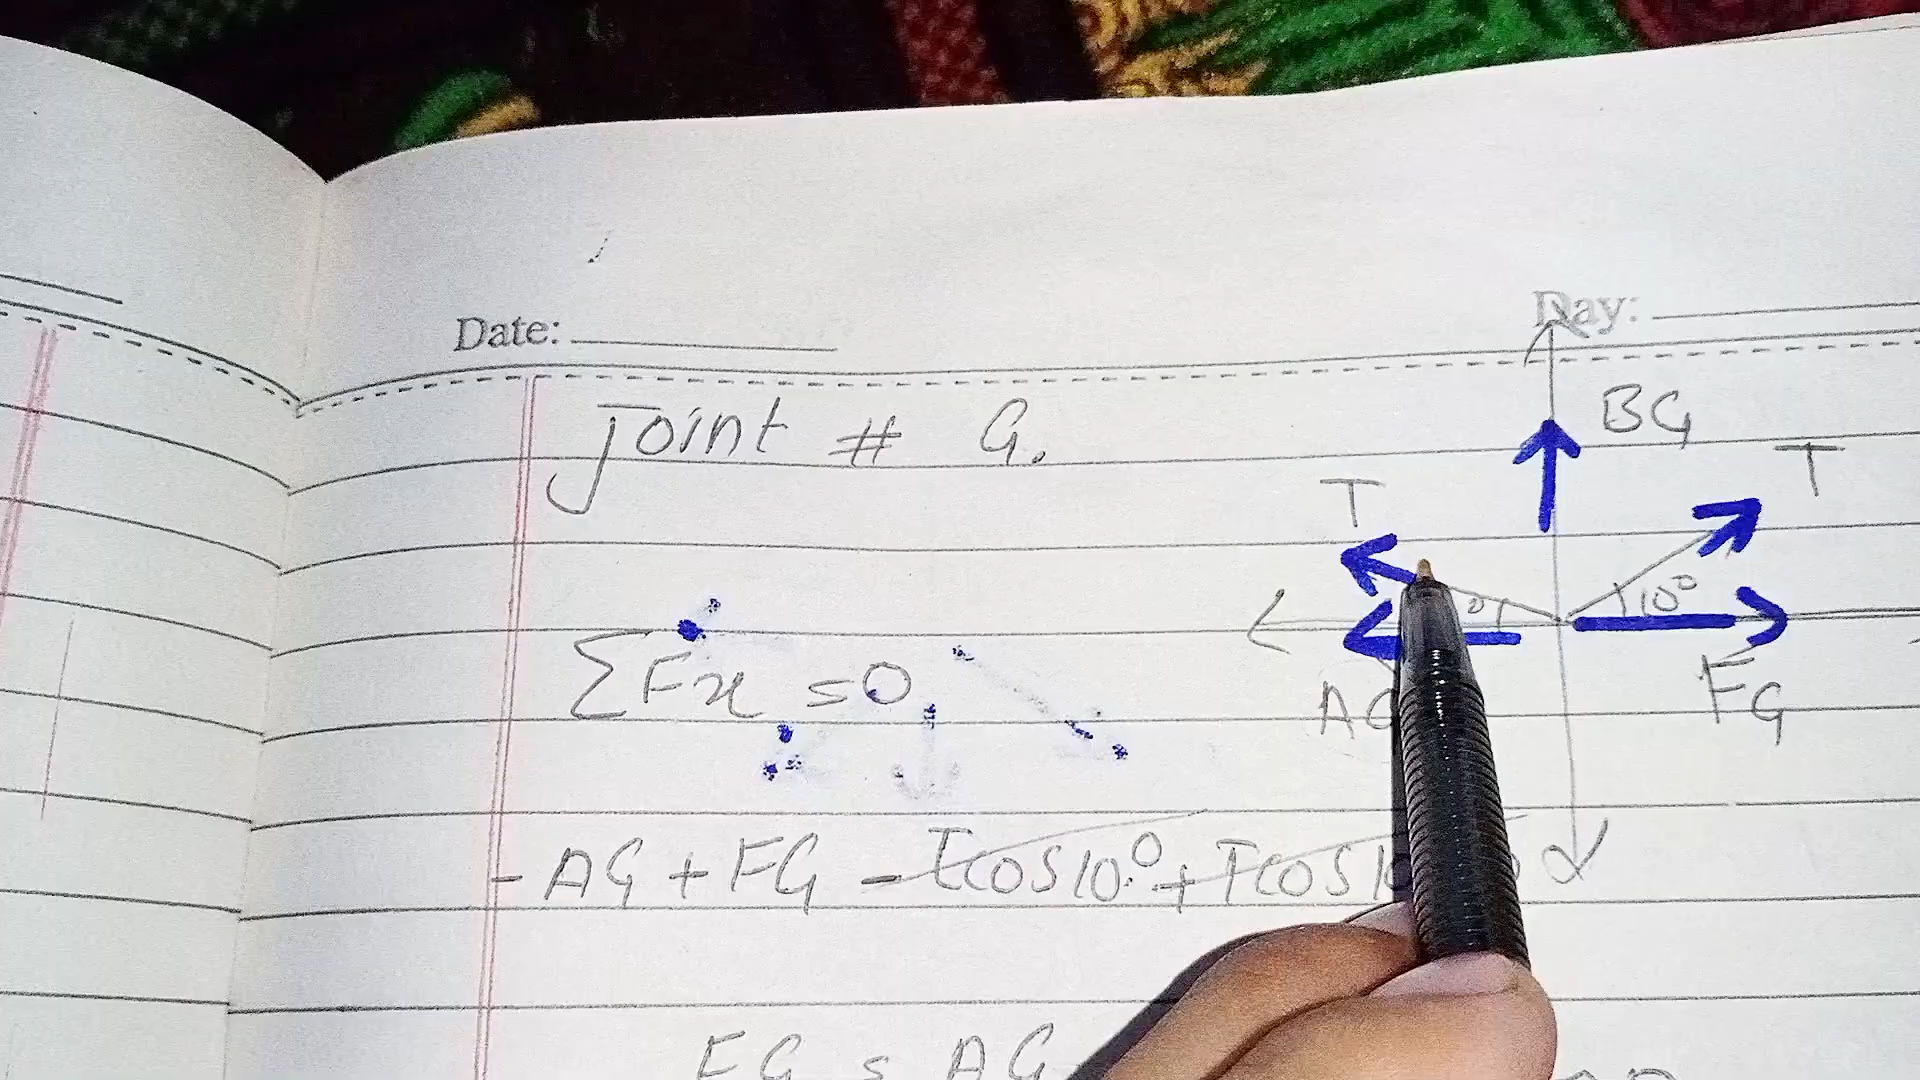 Date:
Day:
Joint # G.
BG
T
T
10°
AG
FG
ΣFx = 0
- AG + FG - Tcos10° + Tcos10
FG = AG